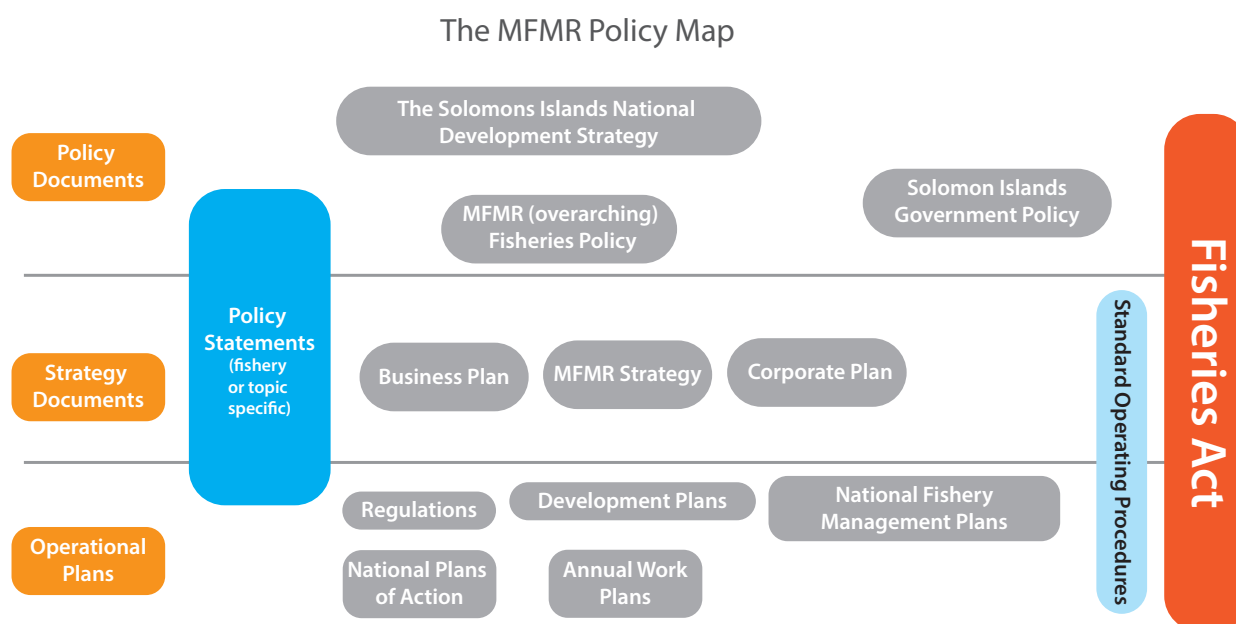 The MFMR Policy Map
The Solomons Islands National
Development Strategy
Policy
Documents
Solomon Islands
Government Policy
MFMR (overarching)
Fisheries Policy
Policy
Statements
(fishery
or topic
specific)
Strategy
Documents
Business Plan
MFMR Strategy
Corporate Plan
Standard Operating Procedures
Fisheries Act
Regulations
Development Plans
National Fishery
Management Plans
Operational
Plans
National Plans
of Action
Annual Work
Plans